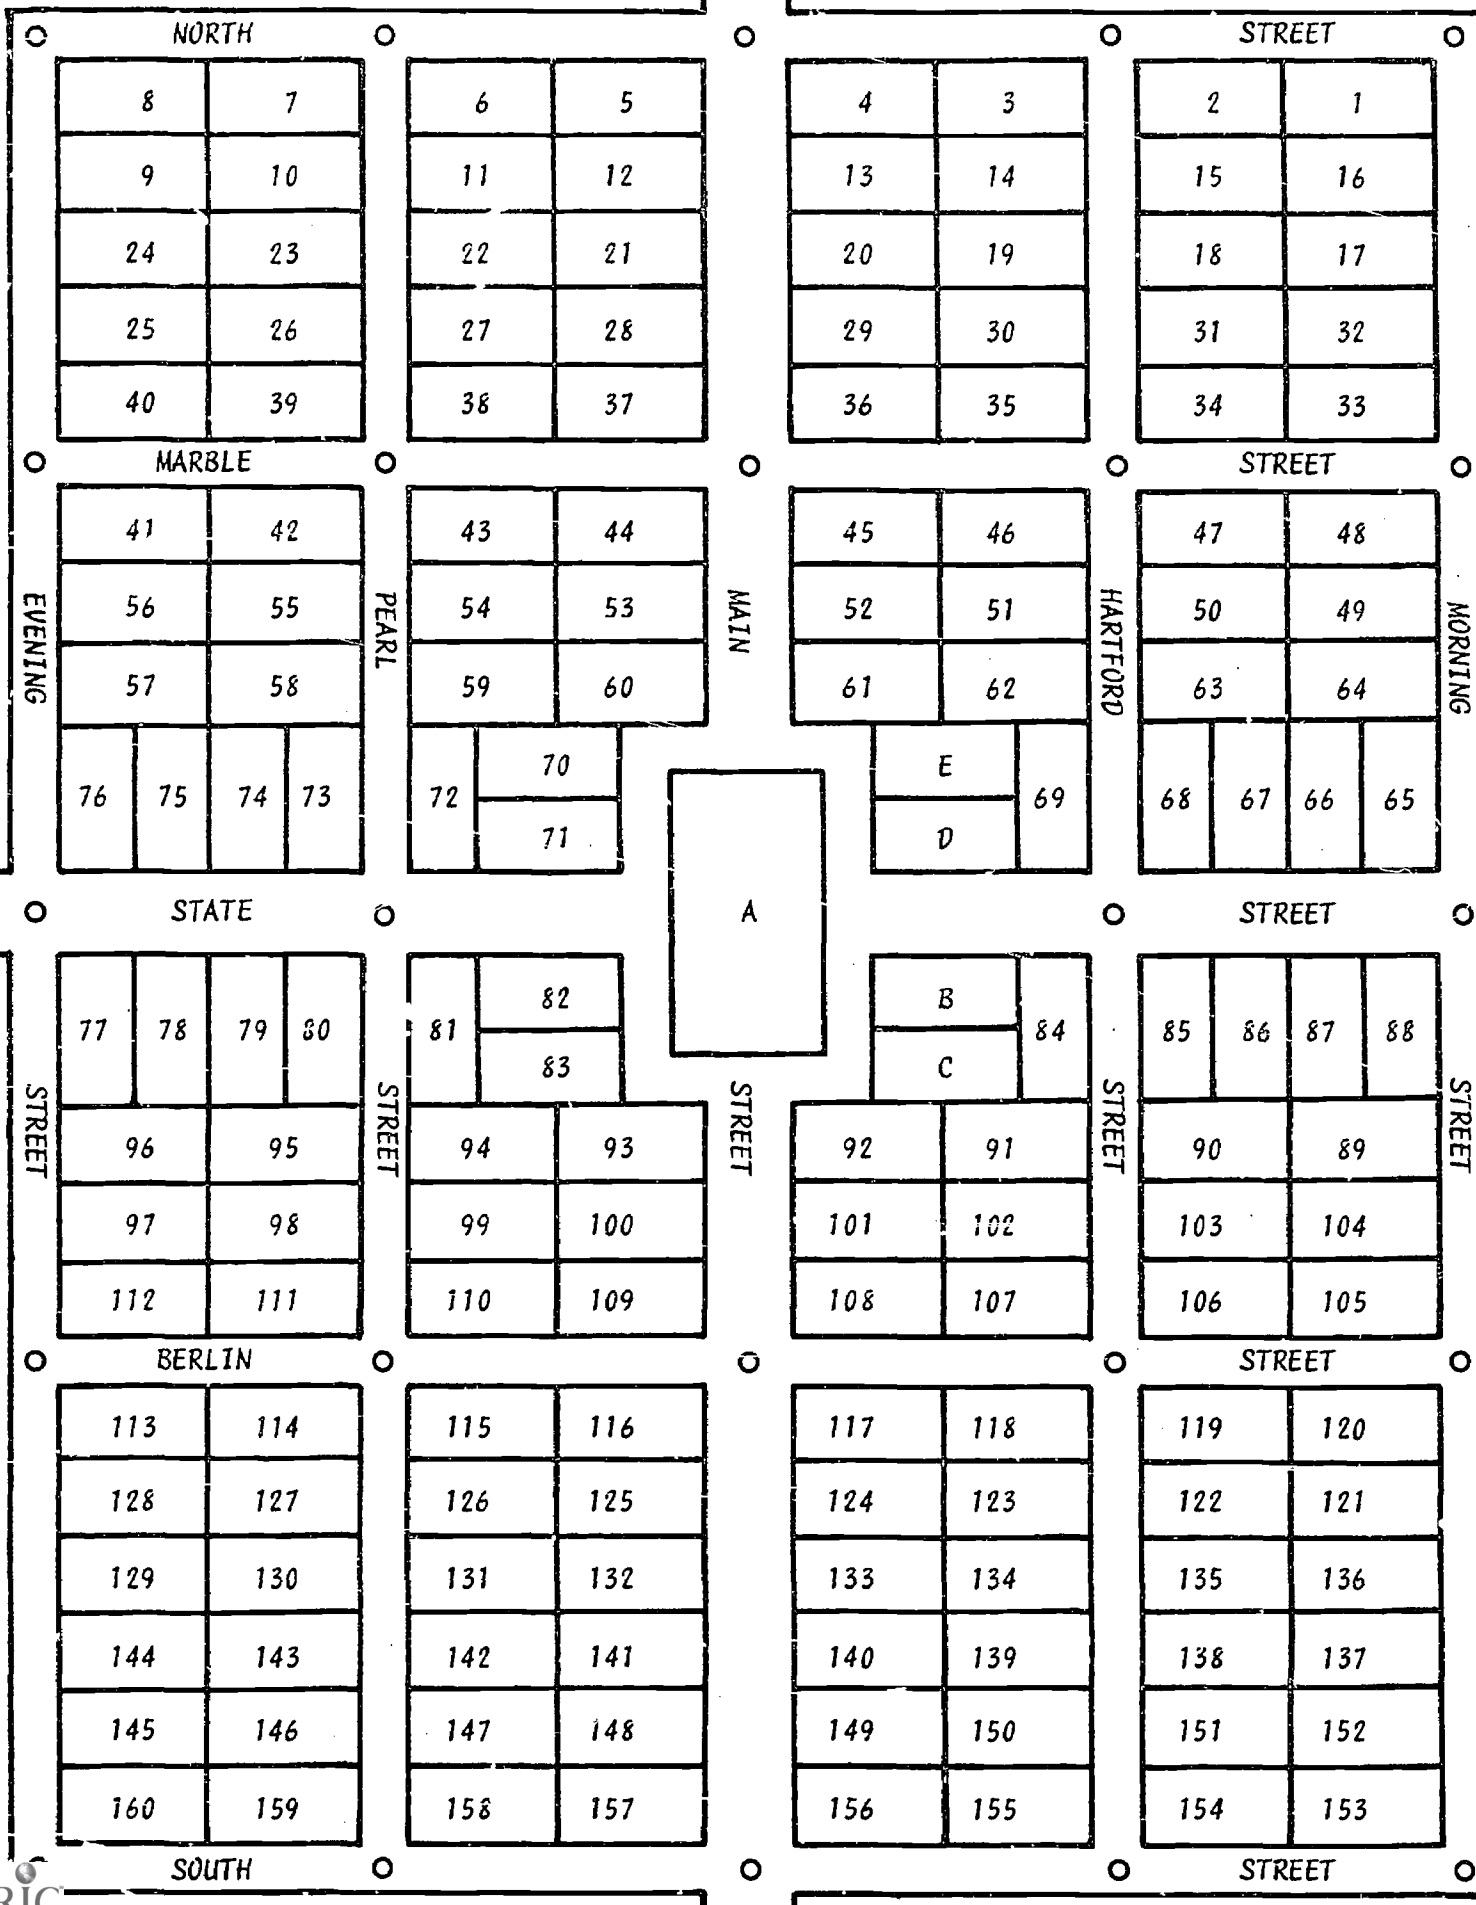 NORTH STREET
8 7 6 5 4 3 2 1
9 10 11 12 13 14 15 16
24 23 22 21 20 19 18 17
25 26 27 28 29 30 31 32
40 39 38 37 36 35 34 33
MARBLE STREET
41 42 43 44 45 46 47 48
56 55 54 53 52 51 50 49
57 58 59 60 61 62 63 64
EVENING PEARL MAIN HARTFORD MORNING
70 E
76 75 74 73 72 69 68 67 66 65
71 D
STATE A STREET
82 B
77 78 79 80 81 84 85 86 87 88
83 C
STREET STREET STREET STREET STREET
96 95 94 93 92 91 90 89
97 98 99 100 101 102 103 104
112 111 110 109 108 107 106 105
BERLIN STREET
113 114 115 116 117 118 119 120
128 127 126 125 124 123 122 121
129 130 131 132 133 134 135 136
144 143 142 141 140 139 138 137
145 146 147 148 149 150 151 152
160 159 158 157 156 155 154 153
SOUTH STREET